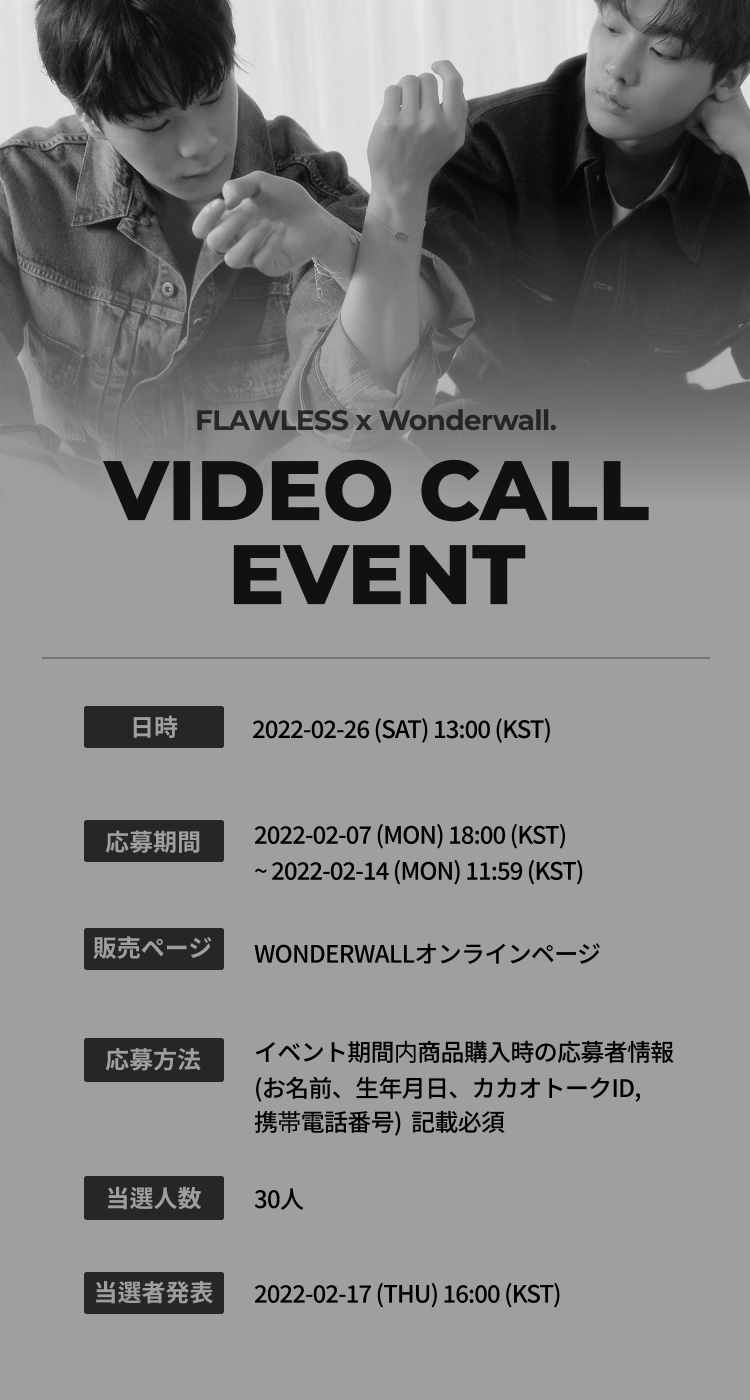 FLAWLESS x Wonderwall.
VIDEO CALL
EVENT
日時
2022-02-26 (SAT) 13:00 (KST)
応募期間
2022-02-07 (MON) 18:00 (KST)
~ 2022-02-14 (MON) 11:59 (KST)
販売ページ
WONDERWALLオンラインページ
応募方法
イベント期間内商品購入時の応募者情報
(お名前、生年月日、カカオトークID,
携帯電話番号) 記載必須
当選人数
30人
当選者発表
2022-02-17 (THU) 16:00 (KST)